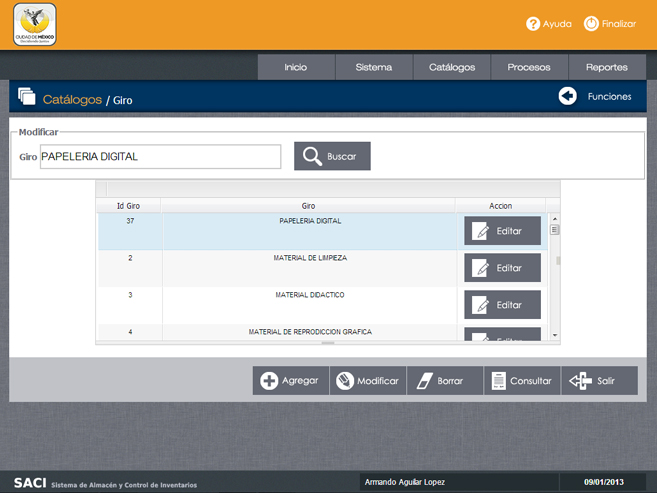 CIUDAD DE MÉXICO
Ayuda
Finalizar
Inicio
Sistema
Catálogos
Procesos
Reportes
Catálogos / Giro
Funciones
Modificar
Giro PAPELERIA DIGITAL
Buscar
Id Giro Giro Accion
37 PAPELERIA DIGITAL Editar
2 MATERIAL DE LIMPIEZA Editar
3 MATERIAL DIDACTICO Editar
4 MATERIAL DE REPRODUCCION GRAFICA Editar
Agregar
Modificar
Borrar
Consultar
Salir
SACI Sistema de Almacén y Control de Inventarios
Armando Aguilar Lopez
09/01/2013